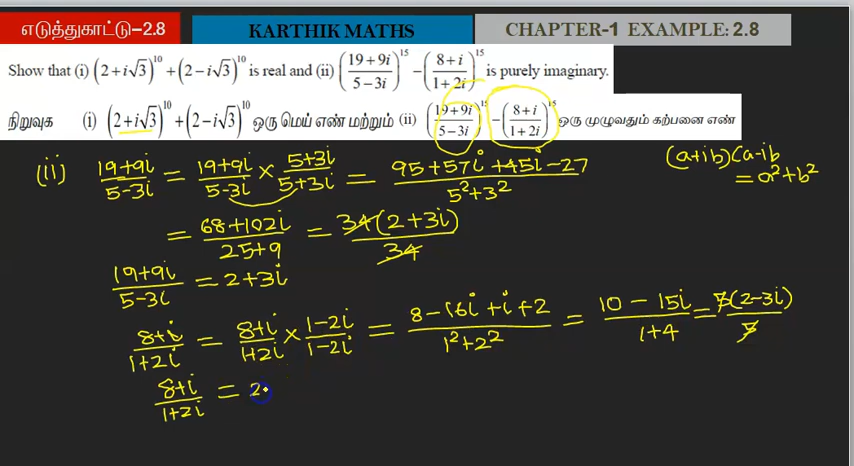 எடுத்துகாட்டு-2.8 KARTHIK MATHS CHAPTER-1 EXAMPLE: 2.8
Show that (i) (2+i√3)^10 + (2−i√3)^10 is real and (ii) ((19+9i)/(5−3i))^15 − ((8+i)/(1+2i))^15 is purely imaginary.
நிறுவுக (i) (2+i√3)^10 + (2−i√3)^10 ஒரு மெய் எண் மற்றும் (ii) ((19+9i)/(5−3i))^15 − ((8+i)/(1+2i))^15 ஒரு முழுவதும் கற்பனை எண்
(ii) (19+9i)/(5-3i) = (19+9i)/(5-3i) × (5+3i)/(5+3i) = (95+57i+45i-27)/(5²+3²)
(a+ib)(a-ib
= a²+b²
= (68+102i)/(25+9) = 34(2+3i)/34
(19+9i)/(5-3i) = 2+3i
(8+i)/(1+2i) = (8+i)/(1+2i) × (1-2i)/(1-2i) = (8-16i+i+2)/(1²+2²) = (10-15i)/(1+4) = 5(2-3i)/5
(8+i)/(1+2i) = 2